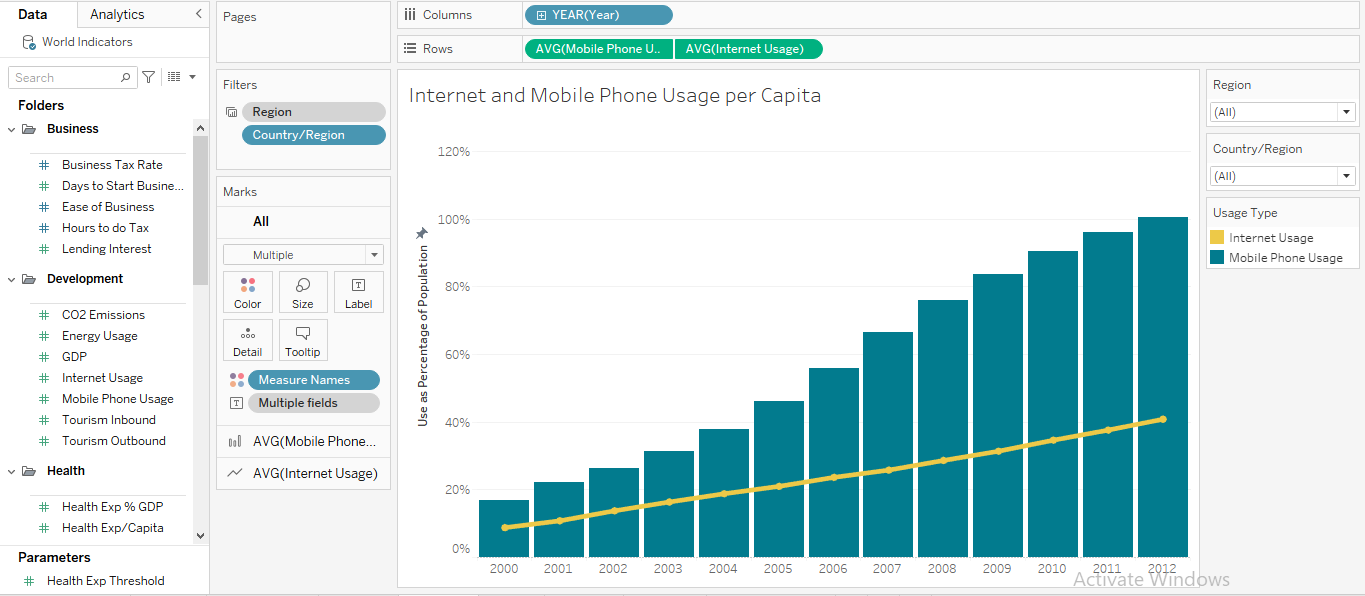 Data
Analytics
World Indicators
Search
Folders
Business
Business Tax Rate
Days to Start Busine...
Ease of Business
Hours to do Tax
Lending Interest
Development
CO2 Emissions
Energy Usage
GDP
Internet Usage
Mobile Phone Usage
Tourism Inbound
Tourism Outbound
Health
Health Exp % GDP
Health Exp/Capita
Parameters
Health Exp Threshold
Pages
Filters
Region
Country/Region
Marks
All
Multiple
Color Size Label
Detail Tooltip
Measure Names
Multiple fields
AVG(Mobile Phone...
AVG(Internet Usage)
Columns YEAR(Year)
Rows AVG(Mobile Phone U.. AVG(Internet Usage)
Internet and Mobile Phone Usage per Capita
Use as Percentage of Population
120%
100%
80%
60%
40%
20%
0%
2000 2001 2002 2003 2004 2005 2006 2007 2008 2009 2010 2011 2012
Region
(All)
Country/Region
(All)
Usage Type
Internet Usage
Mobile Phone Usage
Activate Windows